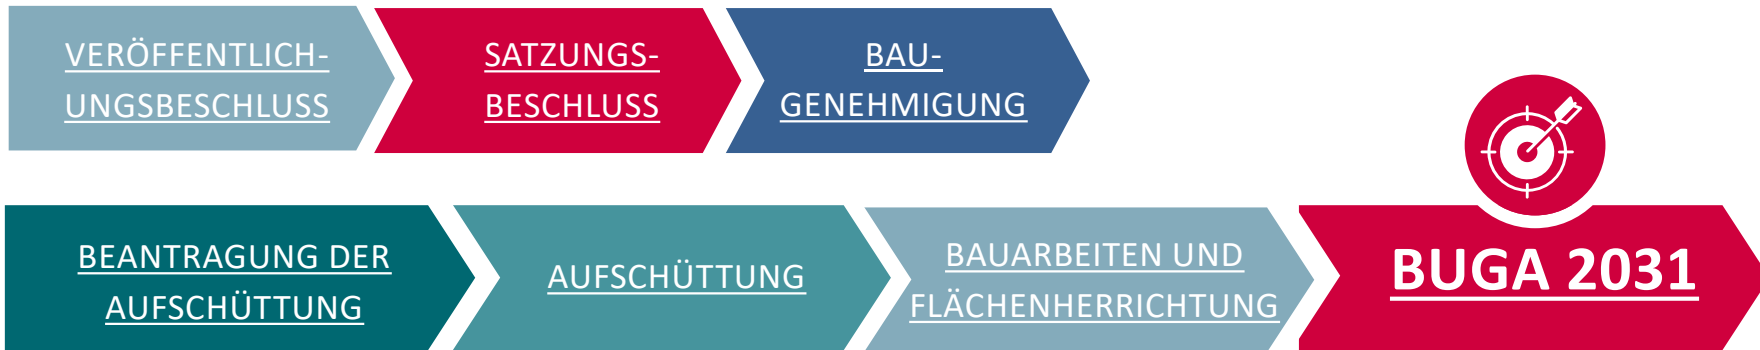 VERÖFFENTLICH-
UNGSBESCHLUSS
SATZUNGS-
BESCHLUSS
BAU-
GENEHMIGUNG
BEANTRAGUNG DER
AUFSCHÜTTUNG
AUFSCHÜTTUNG
BAUARBEITEN UND
FLÄCHENHERRICHTUNG
BUGA 2031